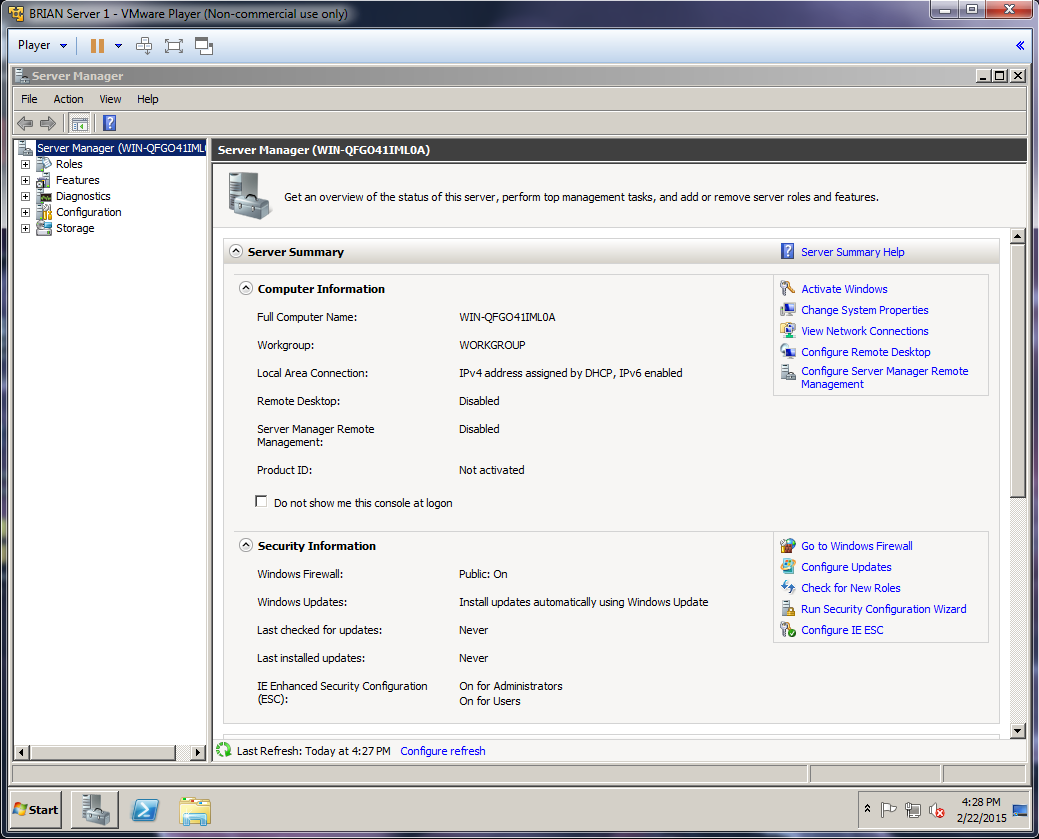 BRIAN Server 1 - VMware Player (Non-commercial use only)
Player
Server Manager
File Action View Help
Server Manager (WIN-QFGO41IML
Roles
Features
Diagnostics
Configuration
Storage
Server Manager (WIN-QFGO41IML0A)
Get an overview of the status of this server, perform top management tasks, and add or remove server roles and features.
Server Summary
Server Summary Help
Computer Information
Full Computer Name: WIN-QFGO41IML0A
Workgroup: WORKGROUP
Local Area Connection: IPv4 address assigned by DHCP, IPv6 enabled
Remote Desktop: Disabled
Server Manager Remote Disabled
Management:
Product ID: Not activated
Do not show me this console at logon
Activate Windows
Change System Properties
View Network Connections
Configure Remote Desktop
Configure Server Manager Remote
Management
Security Information
Windows Firewall: Public: On
Windows Updates: Install updates automatically using Windows Update
Last checked for updates: Never
Last installed updates: Never
IE Enhanced Security Configuration On for Administrators
(ESC): On for Users
Go to Windows Firewall
Configure Updates
Check for New Roles
Run Security Configuration Wizard
Configure IE ESC
Last Refresh: Today at 4:27 PM Configure refresh
Start
4:28 PM
2/22/2015